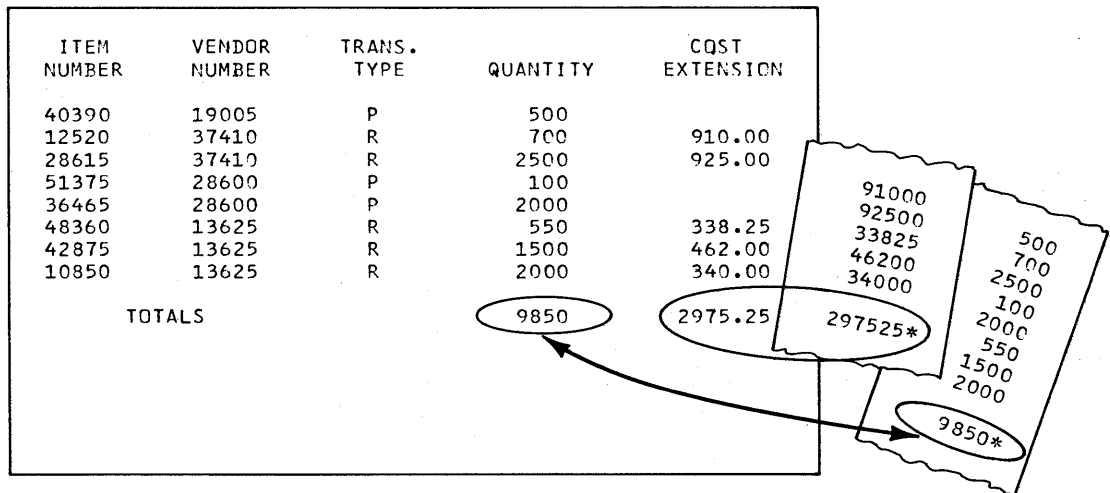 ITEM VENDOR TRANS. COST
NUMBER NUMBER TYPE QUANTITY EXTENSION
40390 19005 P 500
12520 37410 R 700 910.00
28615 37410 R 2500 925.00
51375 28600 P 100
36465 28600 P 2000
48360 13625 R 550 338.25
42875 13625 R 1500 462.00
10850 13625 R 2000 340.00
TOTALS 9850 2975.25
91000
92500
33825
46200
34000
297525*
500
700
2500
100
2000
550
1500
2000
9850*